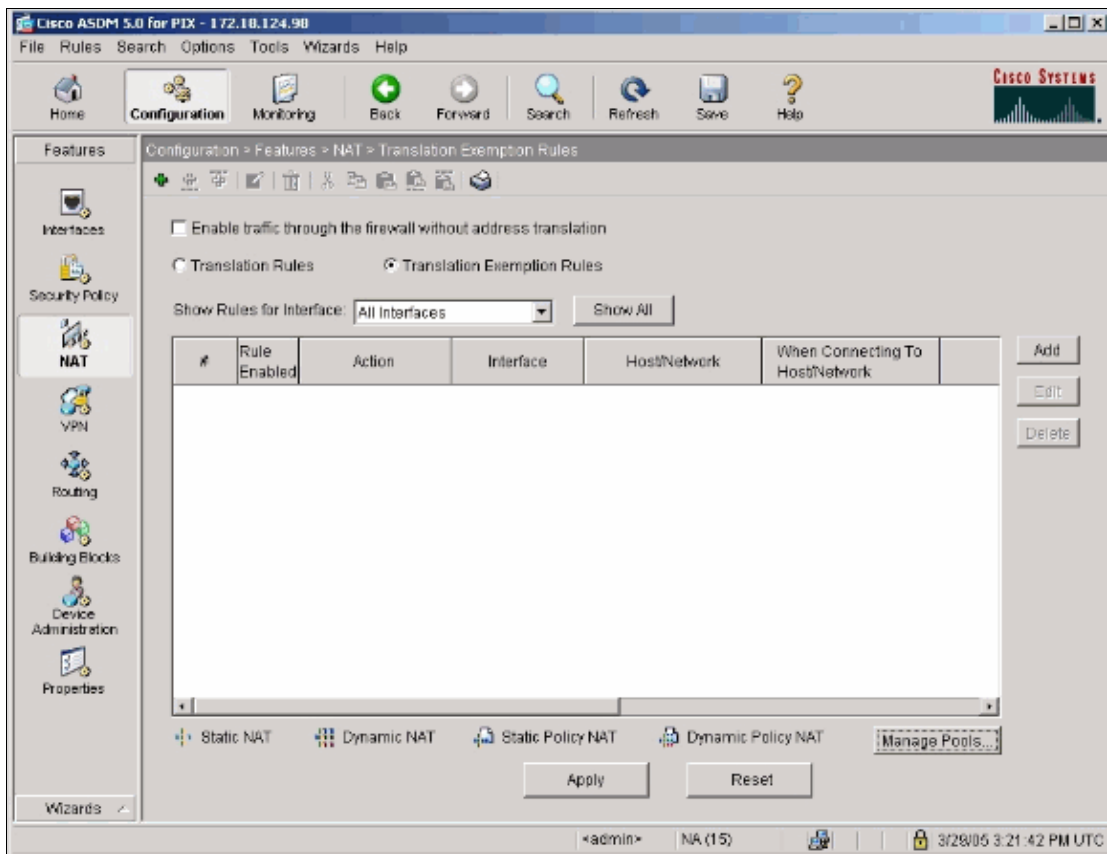 Cisco ASDM 5.0 for PIX - 172.18.124.98
File Rules Search Options Tools Wizards Help
Home Configuration Monitoring Back Forward Search Refresh Save Help
CISCO SYSTEMS
Features
Configuration > Features > NAT > Translation Exemption Rules
Interfaces
Security Policy
NAT
VPN
Routing
Building Blocks
Device
Administration
Properties
Wizards
Enable traffic through the firewall without address translation
Translation Rules Translation Exemption Rules
Show Rules for Interface: All Interfaces Show All
# Rule Enabled Action Interface Host/Network When Connecting To Host/Network
Add
Edit
Delete
Static NAT Dynamic NAT Static Policy NAT Dynamic Policy NAT Manage Pools...
Apply Reset
<admin> NA (15) 3/29/05 3:21:42 PM UTC